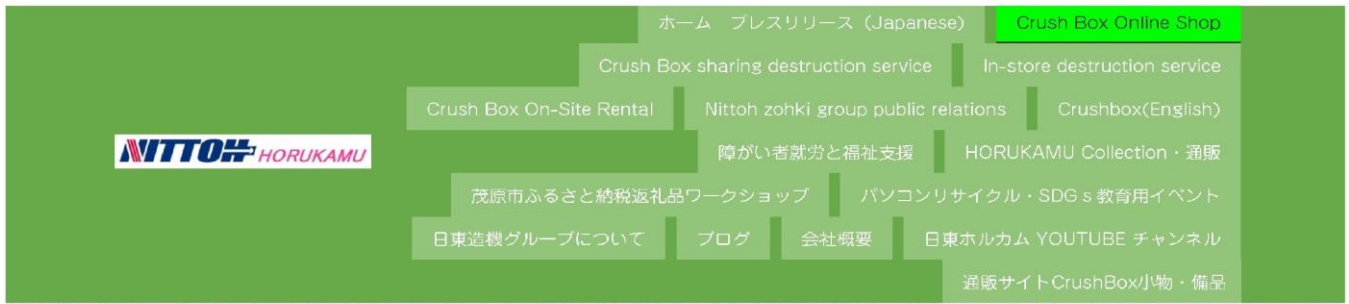 ホーム プレスリリース（Japanese） Crush Box Online Shop
Crush Box sharing destruction service In-store destruction service
Crush Box On-Site Rental Nittoh zohki group public relations Crushbox(English)
NITTOH HORUKAMU
障がい者就労と福祉支援 HORUKAMU Collection・通販
茂原市ふるさと納税返礼品ワークショップ パソコンリサイクル・SDGｓ教育用イベント
日東造機グループについて ブログ 会社概要 日東ホルカム YOUTUBE チャンネル
通販サイトCrushBox小物・備品